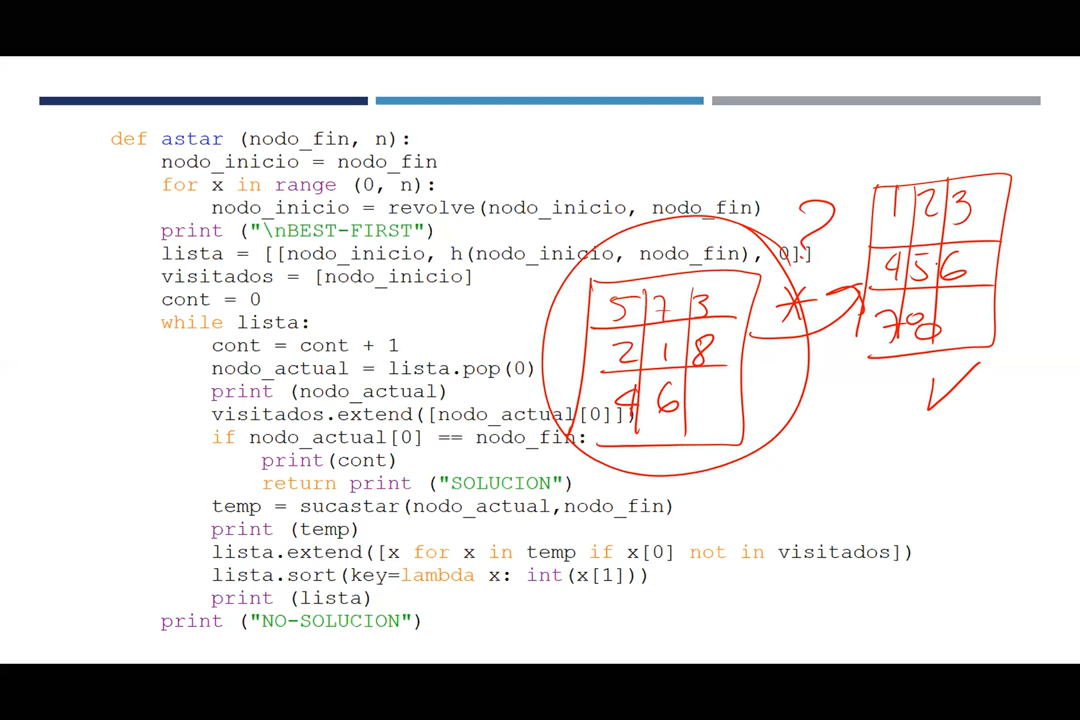 def astar (nodo_fin, n):
nodo_inicio = nodo_fin
for x in range (0, n):
nodo_inicio = revolve(nodo_inicio, nodo_fin)
print ("\nBEST-FIRST")
lista = [[nodo_inicio, h(nodo_inicio, nodo_fin), 0]]
visitados = [nodo_inicio]
cont = 0
while lista:
cont = cont + 1
nodo_actual = lista.pop(0)
print (nodo_actual)
visitados.extend([nodo_actual[0]])
if nodo_actual[0] == nodo_fin:
print(cont)
return print ("SOLUCION")
temp = sucastar(nodo_actual,nodo_fin)
print (temp)
lista.extend([x for x in temp if x[0] not in visitados])
lista.sort(key=lambda x: int(x[1]))
print (lista)
print ("NO-SOLUCION")
5 7 3
2 1 8
4 6
?
*
1 2 3
4 5 6
7 8